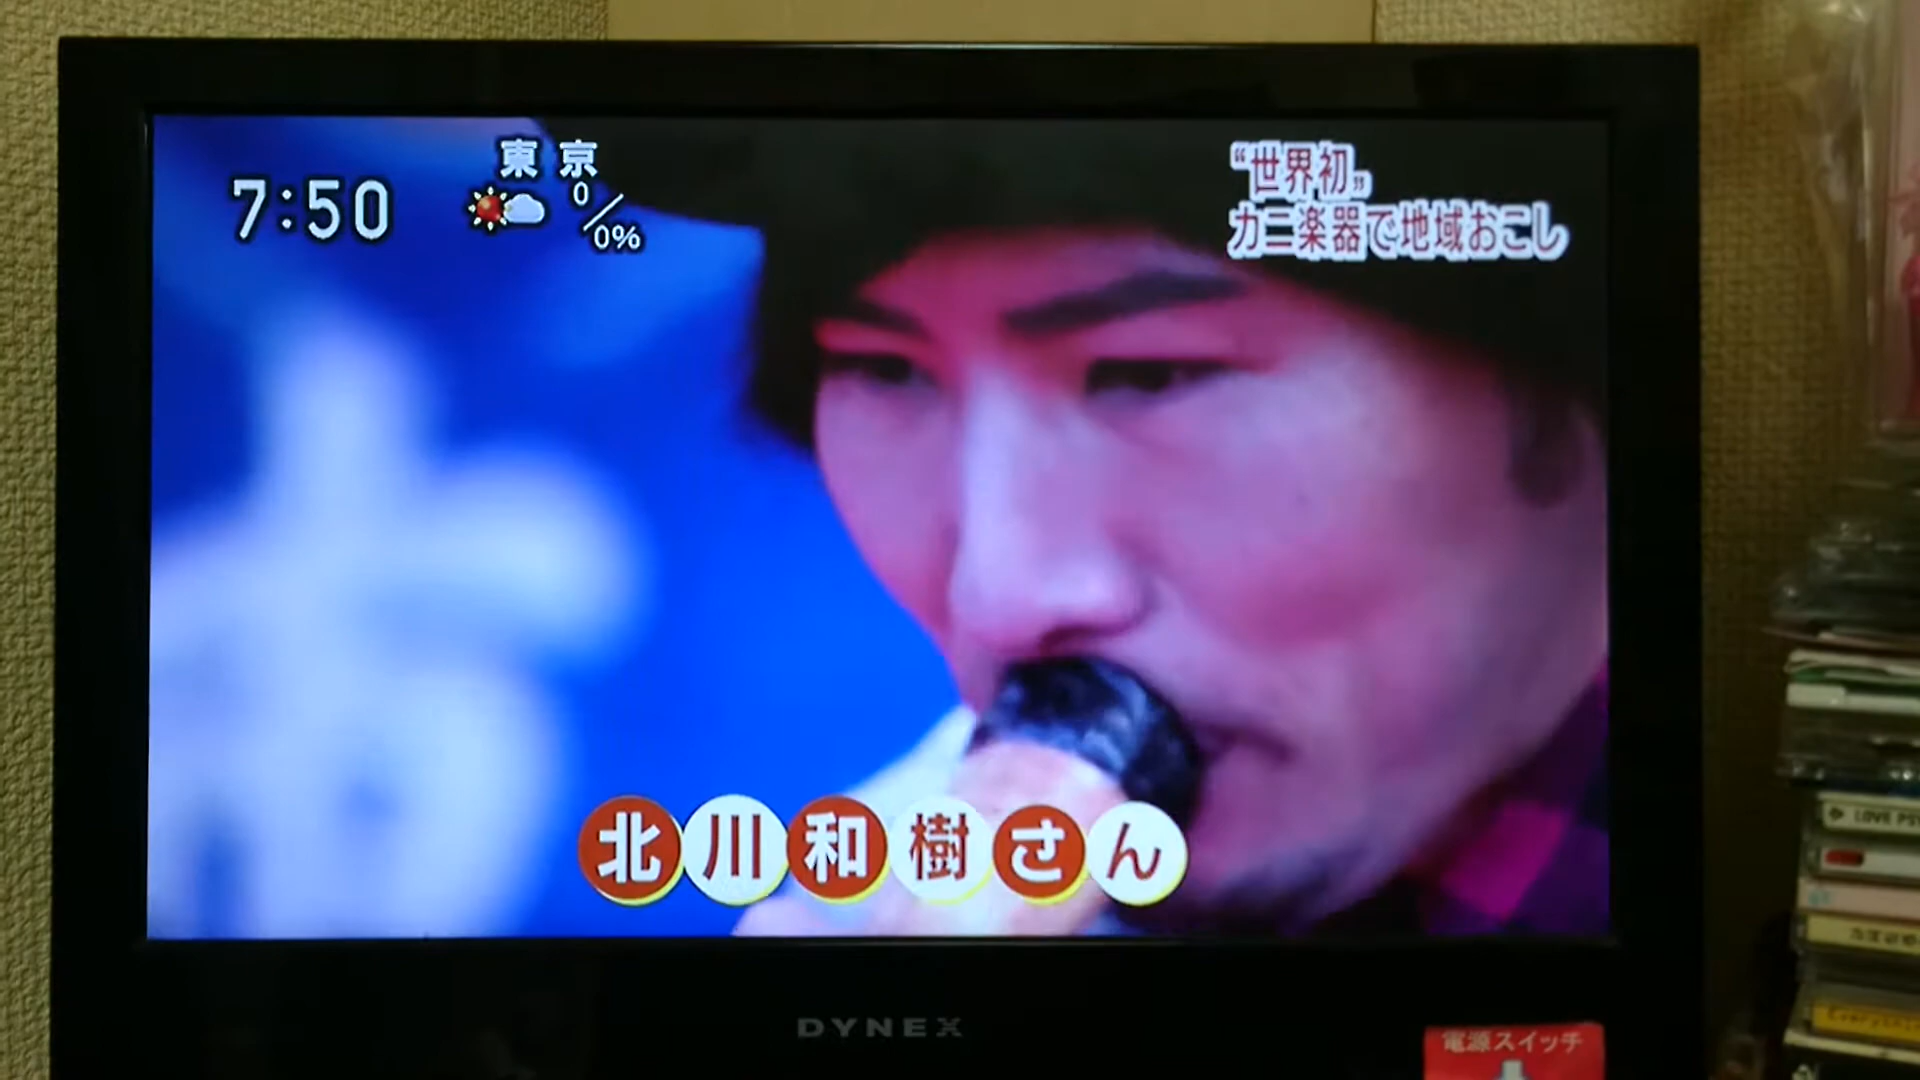 東京
7:50
0/0%
“世界初„
カニ楽器で地域おこし
北川和樹さん
DYNEX
電源スイッチ
LOVE